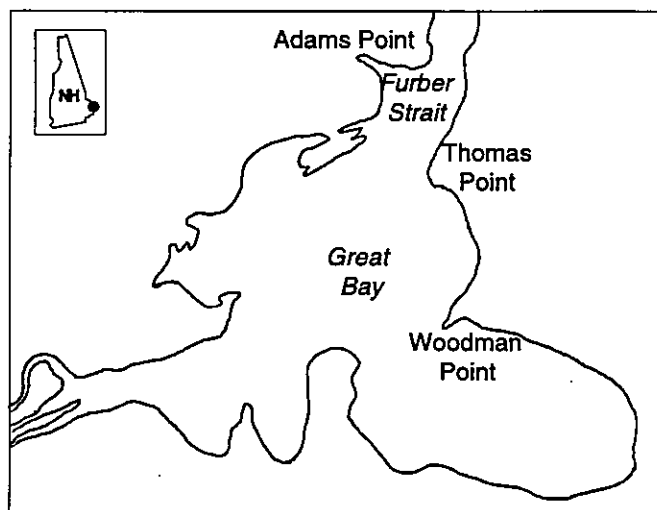 Adams Point
NH
Furber
Strait
Thomas
Point
Great
Bay
Woodman
Point